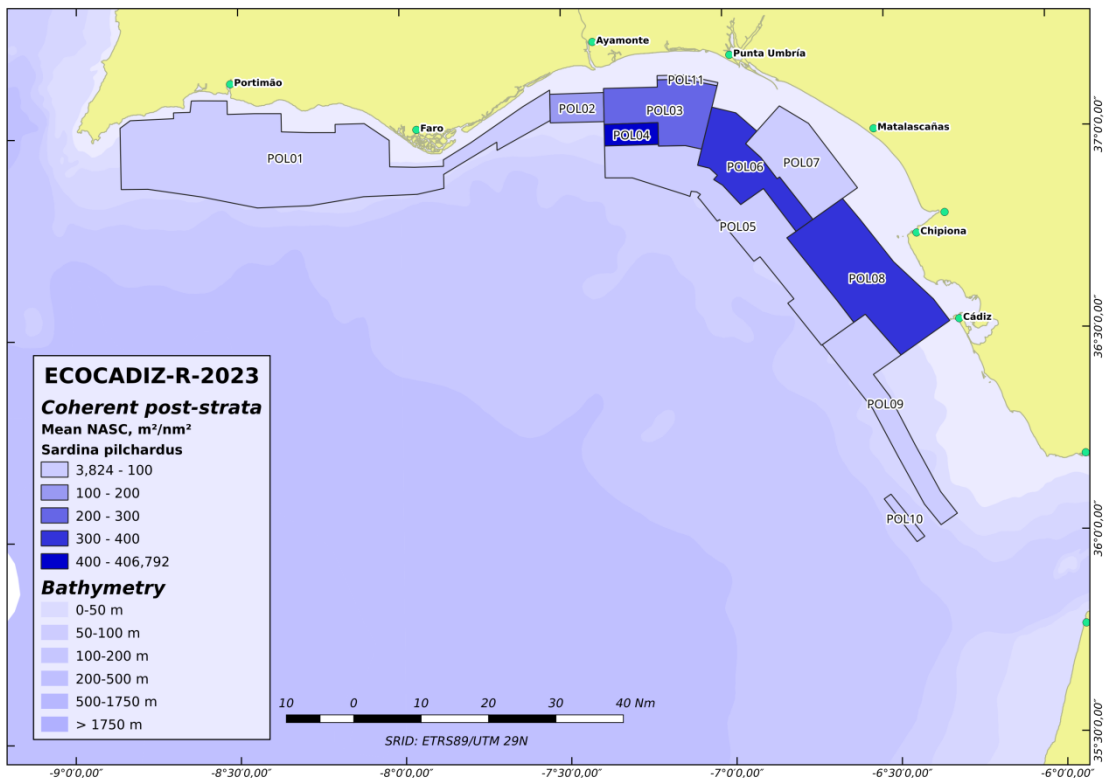 Ayamonte
Punta Umbría
Portimão
POL11
POL02
POL03
Faro
POL04
Matalascañas
POL01
POL06
POL07
POL05
Chipiona
POL08
Cádiz
POL09
POL10
37°0'0,00"
36°30'0,00"
36°0'0,00"
35°30'0,00"
ECOCADIZ-R-2023
Coherent post-strata
Mean NASC, m²/nm²
Sardina pilchardus
3,824 - 100
100 - 200
200 - 300
300 - 400
400 - 406,792
Bathymetry
0-50 m
50-100 m
100-200 m
200-500 m
500-1750 m
> 1750 m
10 0 10 20 30 40 Nm
SRID: ETRS89/UTM 29N
-9°0'0,00" -8°30'0,00" -8°0'0,00" -7°30'0,00" -7°0'0,00" -6°30'0,00" -6°0'0,00"